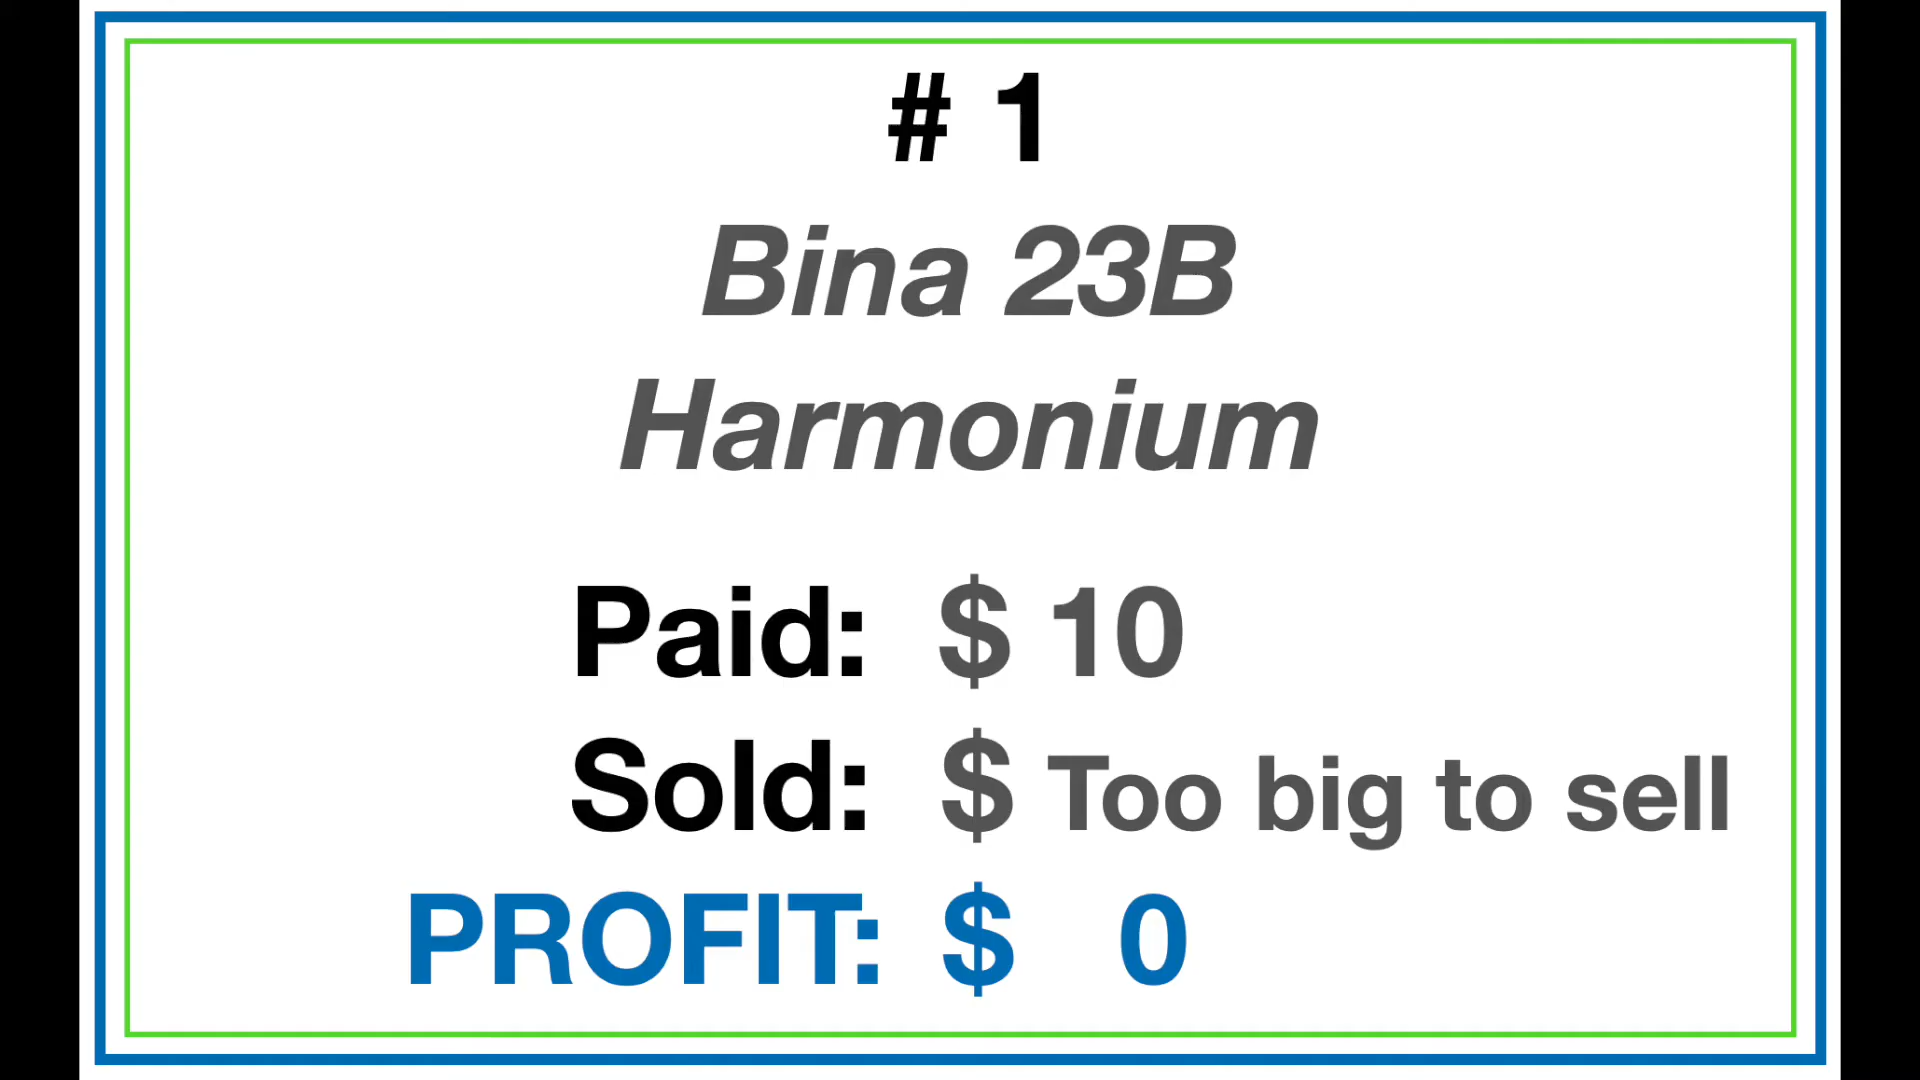 # 1
Bina 23B
Harmonium
Paid: $ 10
Sold: $ Too big to sell
PROFIT: $ 0